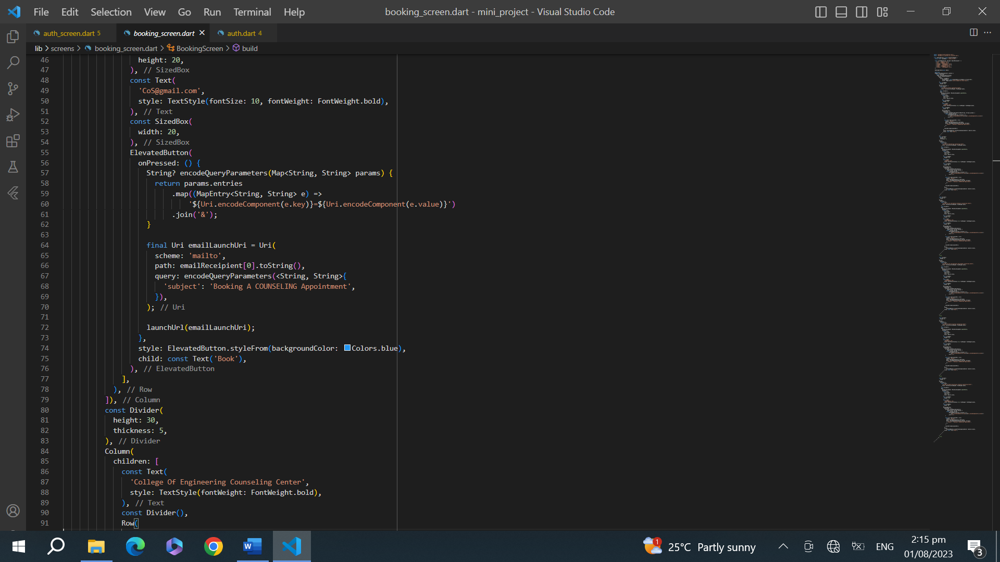 File Edit Selection View Go Run Terminal Help
booking_screen.dart - mini_project - Visual Studio Code
auth_screen.dart 5
booking_screen.dart
auth.dart 4
lib > screens > booking_screen.dart > BookingScreen > build
46 height: 20,
47 ), // SizedBox
48 const Text(
49 'CoS@gmail.com',
50 style: TextStyle(fontSize: 10, fontWeight: FontWeight.bold),
51 ), // Text
52 const SizedBox(
53 width: 20,
54 ), // SizedBox
55 ElevatedButton(
56 onPressed: () {
57 String? encodeQueryParameters(Map<String, String> params) {
58 return params.entries
59 .map((MapEntry<String, String> e) =>
60 '${Uri.encodeComponent(e.key)}=${Uri.encodeComponent(e.value)}')
61 .join('&');
62 }
63
64 final Uri emailLaunchUri = Uri(
65 scheme: 'mailto',
66 path: emailReceipient[0].toString(),
67 query: encodeQueryParameters(<String, String>{
68 'subject': 'Booking A COUNSELING Appointment',
69 }),
70 ); // Uri
71
72 launchUrl(emailLaunchUri);
73 },
74 style: ElevatedButton.styleFrom(backgroundColor: Colors.blue),
75 child: const Text('Book'),
76 ), // ElevatedButton
77 ],
78 ), // Row
79 ]), // Column
80 const Divider(
81 height: 30,
82 thickness: 5,
83 ), // Divider
84 Column(
85 children: [
86 const Text(
87 'College Of Engineering Counseling Center',
88 style: TextStyle(fontWeight: FontWeight.bold),
89 ), // Text
90 const Divider(),
91 Row(
W
1
25°C Partly sunny
ENG
2:15 pm
01/08/2023
3